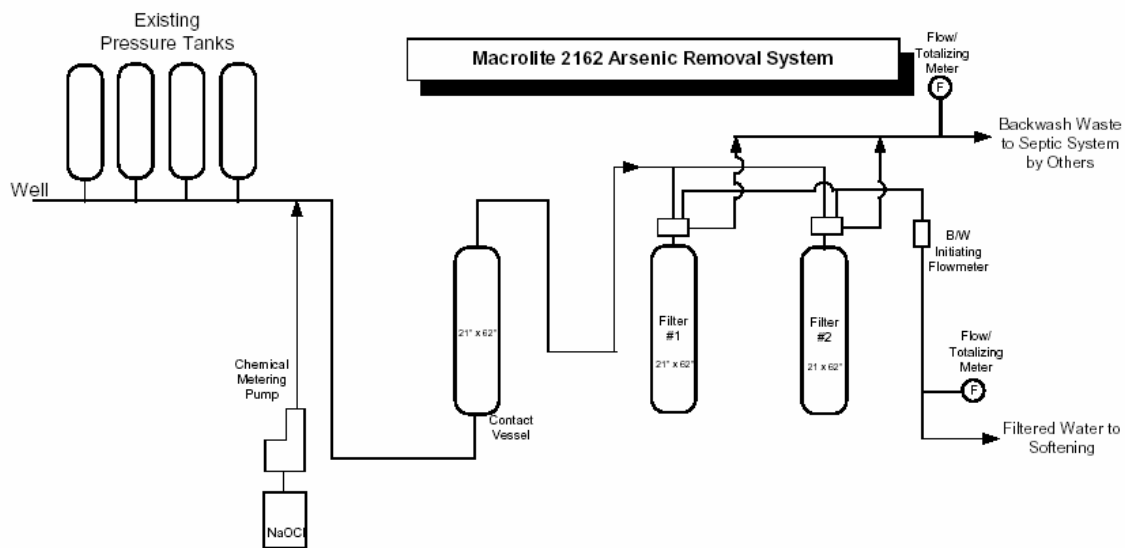 Existing
Pressure Tanks
Macrolite 2162 Arsenic Removal System
Flow/
Totalizing
Meter
F
Backwash Waste
to Septic System
by Others
Well
B/W
Initiating
Flowmeter
21" x 62"
Filter
#1
21" x 62"
Filter
#2
21 x 62"
Chemical
Metering
Pump
Flow/
Totalizing
Meter
F
Contact
Vessel
Filtered Water to
Softening
NaOCl